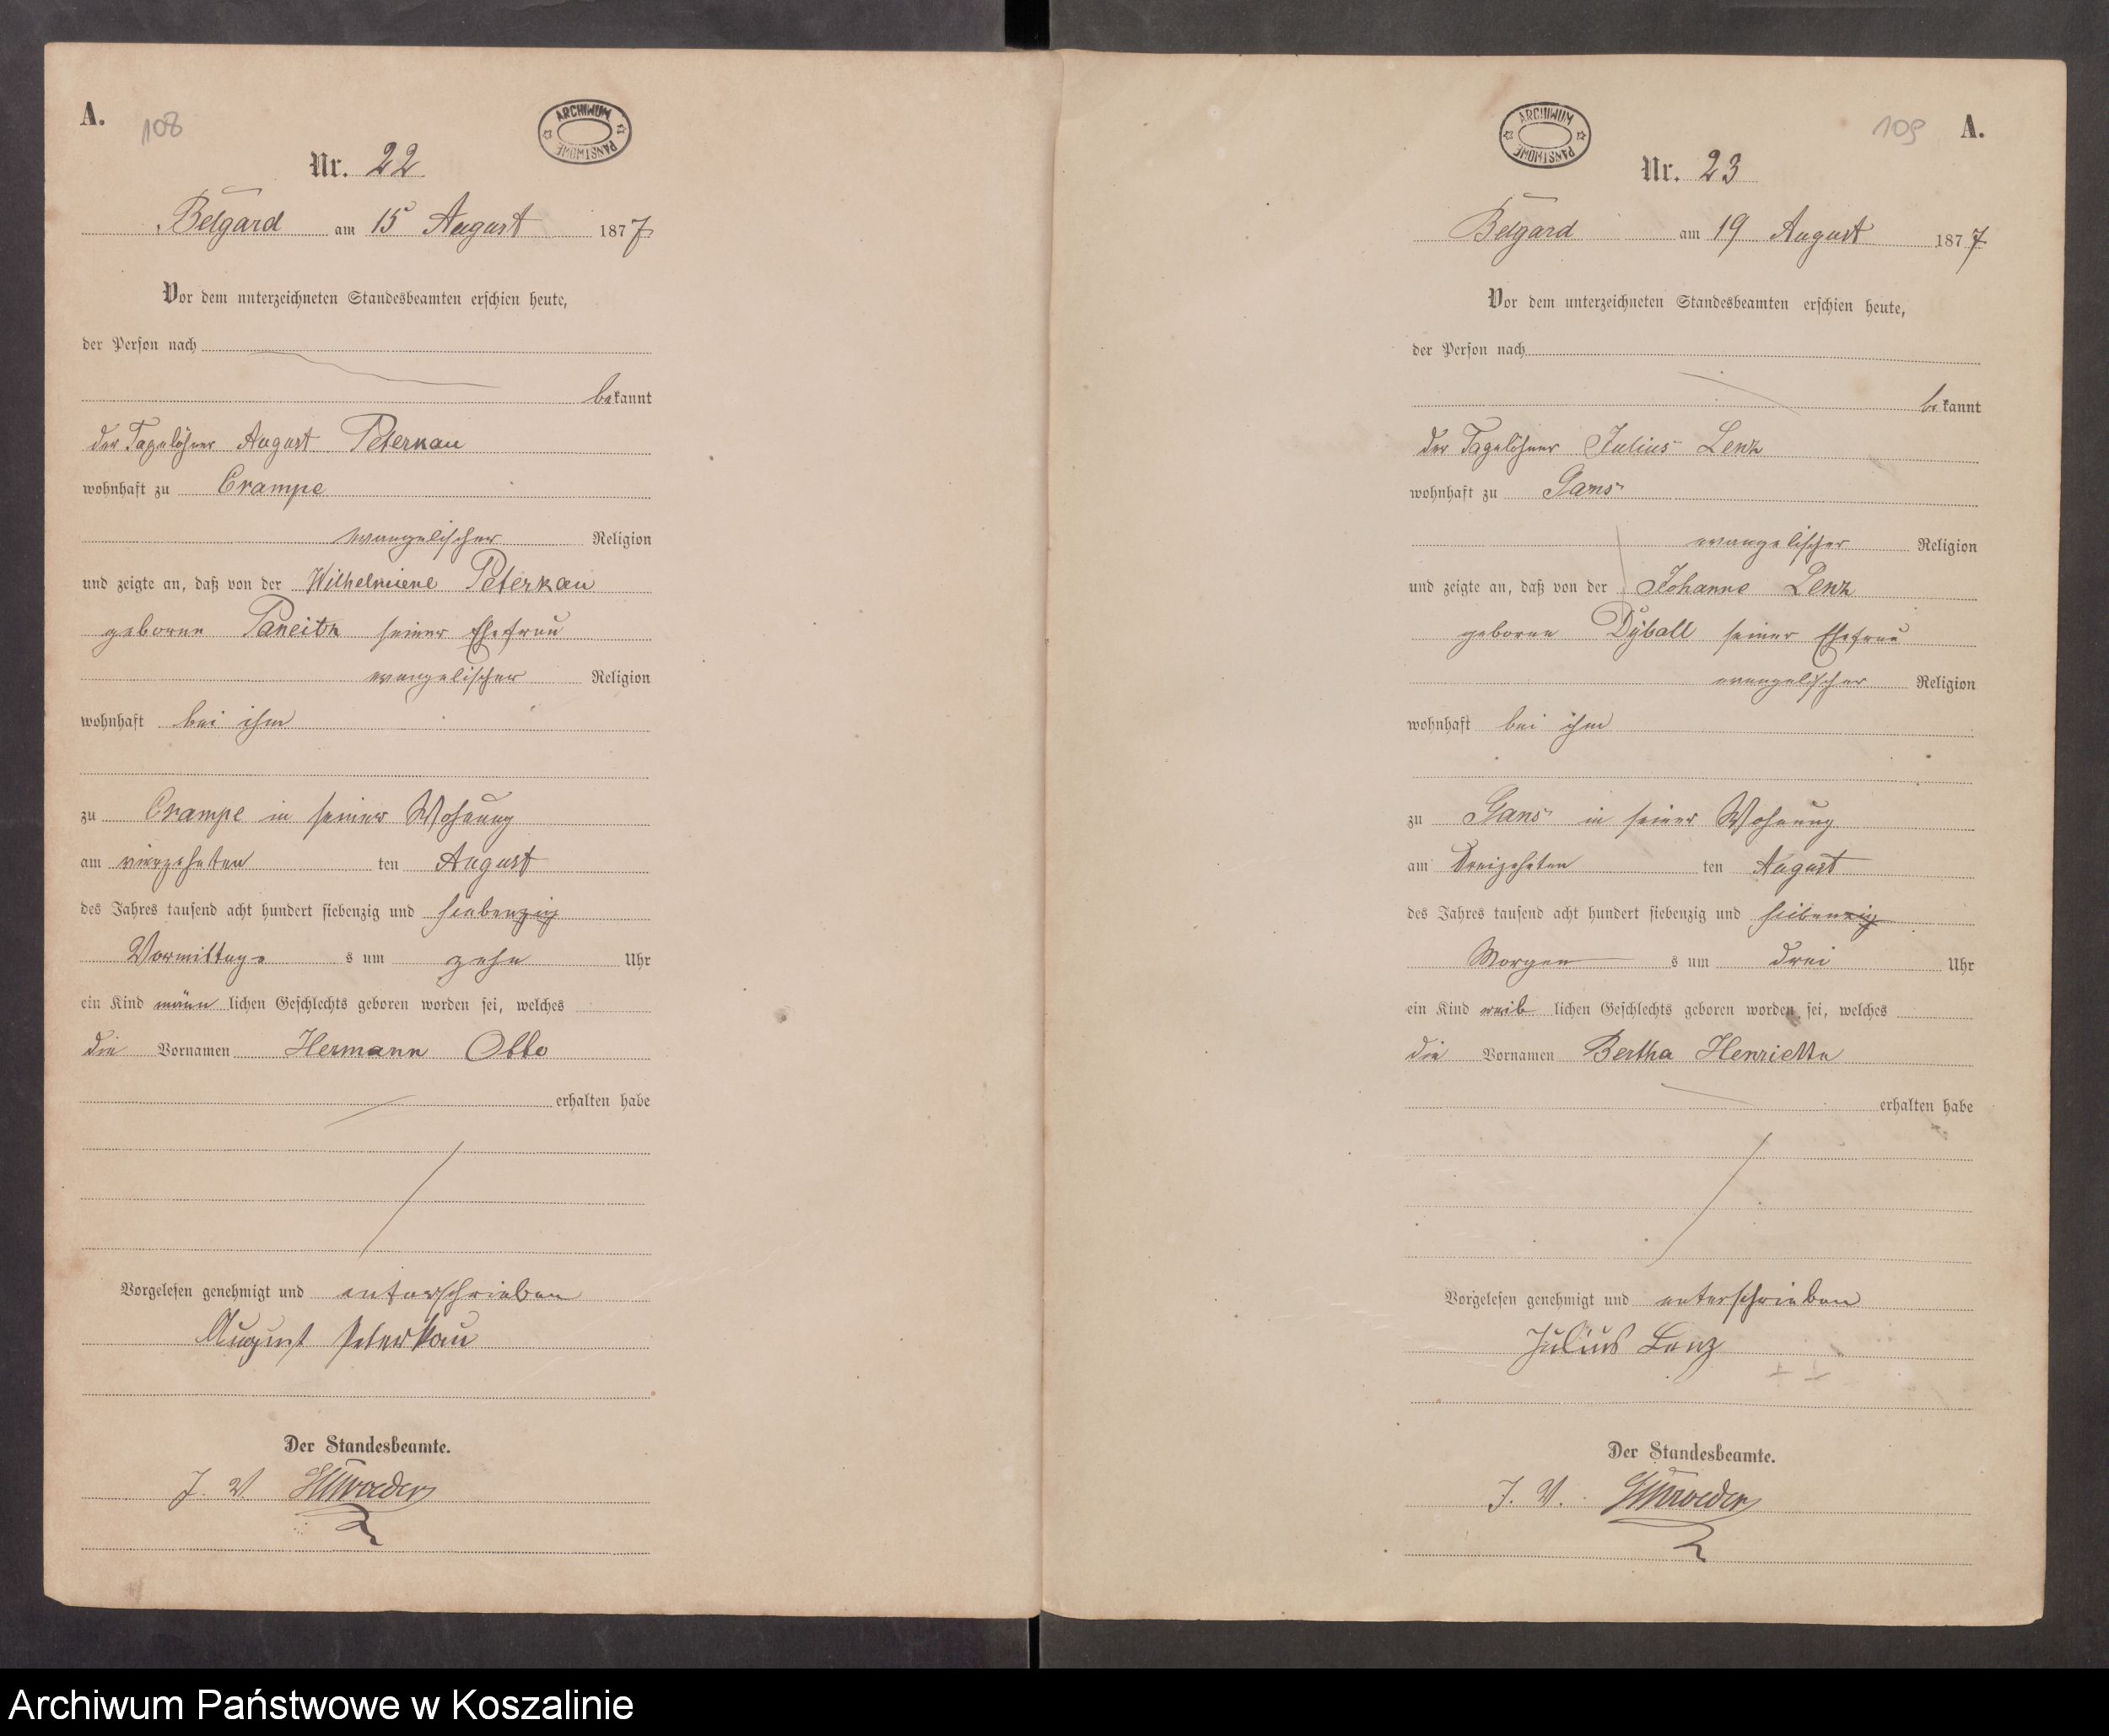 A.
108
ARCHIWUM PAŃSTWOWE
Nr. 22
Belgard am 15 August 1877
Vor dem unterzeichneten Standesbeamten erschien heute,
der Person nach
bekannt
der Tagelöhner August Peterkau
wohnhaft zu Crampe
evangelischer Religion
und zeigte an, daß von der Wilhelmiene Peterkau
geborne Paneitz seiner Ehefrau
evangelischer Religion
wohnhaft bei ihm
zu Crampe in seiner Wohnung
am vierzehnten ten August
des Jahres tausend acht hundert siebenzig und siebenzig
Vormittags s um zehn Uhr
ein Kind männ lichen Geschlechts geboren worden sei, welches
die Vornamen Hermann Otto
erhalten habe
Vorgelesen genehmigt und unterschrieben
August Peterkau
Der Standesbeamte.
J. V. Schroeder
109
A.
ARCHIWUM PAŃSTWOWE
Nr. 23
Belgard am 19 August 1877
Vor dem unterzeichneten Standesbeamten erschien heute,
der Person nach
bekannt
der Tagelöhner Julius Lenz
wohnhaft zu Gans
evangelischer Religion
und zeigte an, daß von der Johanne Lenz
geborne Dyball seiner Ehefrau
evangelischer Religion
wohnhaft bei ihm
zu Gans in seiner Wohnung
am dreizehnten ten August
des Jahres tausend acht hundert siebenzig und siebenzig
Morgen s um drei Uhr
ein Kind weib lichen Geschlechts geboren worden sei, welches
die Vornamen Bertha Henriette
erhalten habe
Vorgelesen genehmigt und unterschrieben
Julius Lenz
Der Standesbeamte.
J. V. Schroeder
Archiwum Państwowe w Koszalinie